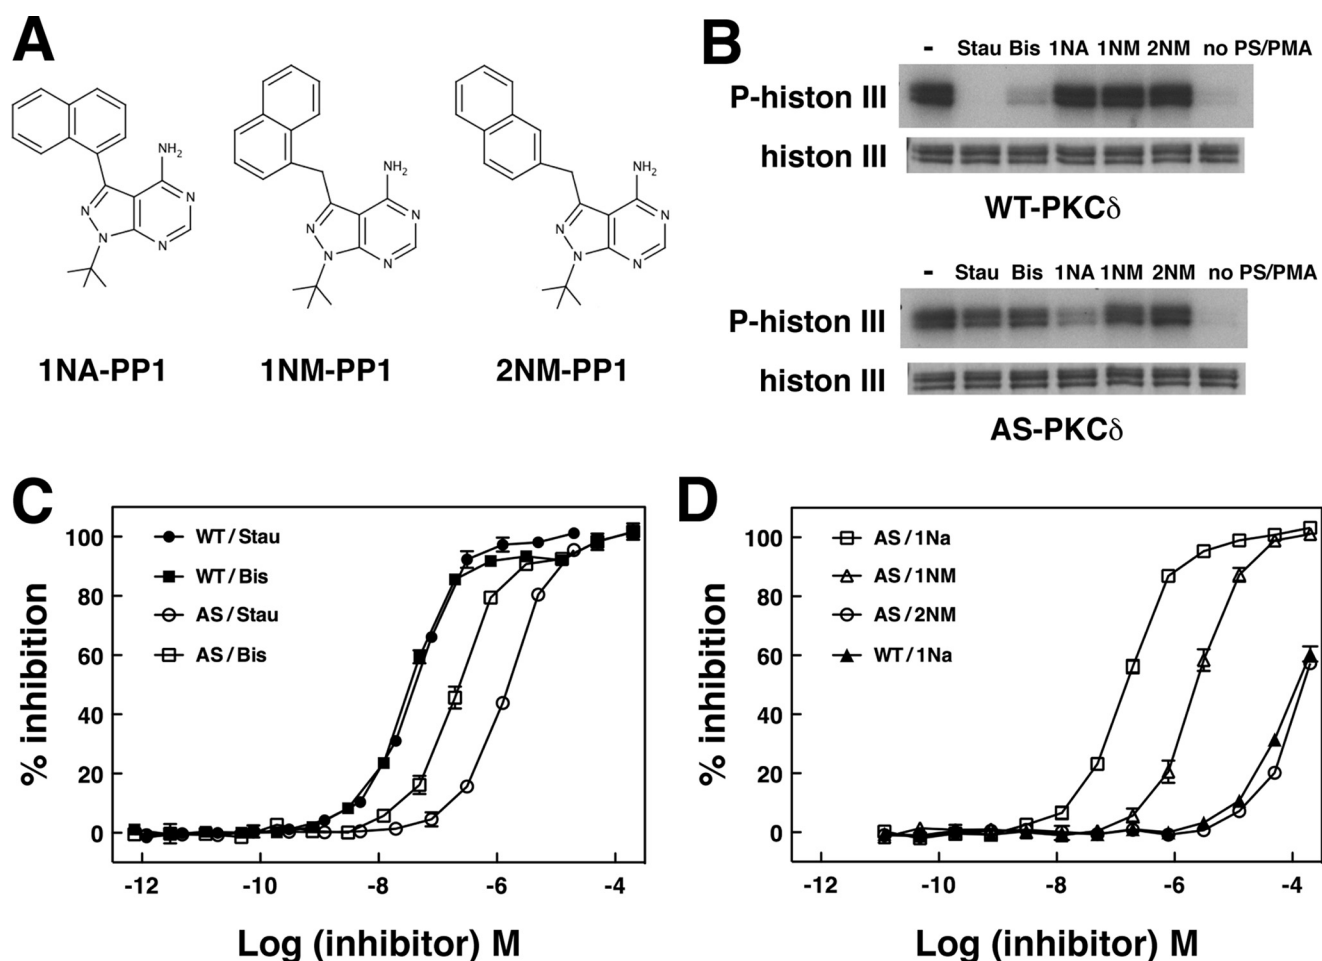 A
NH₂
N
N
N
N
1NA-PP1
NH₂
N
N
N
N
1NM-PP1
NH₂
N
N
N
N
2NM-PP1
B
- Stau Bis 1NA 1NM 2NM no PS/PMA
P-histon III
histon III
WT-PKCδ
- Stau Bis 1NA 1NM 2NM no PS/PMA
P-histon III
histon III
AS-PKCδ
C
% inhibition
100
80
60
40
20
0
WT/Stau
WT/Bis
AS/Stau
AS/Bis
-12 -10 -8 -6 -4
Log (inhibitor) M
D
% inhibition
100
80
60
40
20
0
AS/1Na
AS/1NM
AS/2NM
WT/1Na
-12 -10 -8 -6 -4
Log (inhibitor) M